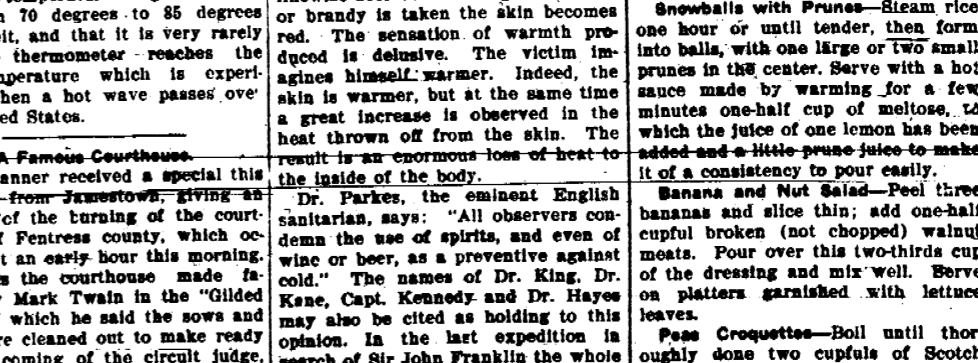 70 degrees to 85 degrees
it, and that it is very rarely
thermometer reaches the
perature which is experi-
hen a hot wave passes ove
ed States.
A Famous Courthouse.
anner received a special this
from Jamestown, giving an
of the burning of the court-
Fentress county, which oc-
t an early hour this morning.
s the courthouse made fa-
Mark Twain in the "Gilded
which he said the sows and
re cleaned out to make ready
coming of the circuit judge,
or brandy is taken the skin becomes
red. The sensation of warmth pro-
duced is delusive. The victim im-
agines himself warmer. Indeed, the
skin is warmer, but at the same time
a great increase is observed in the
heat thrown off from the skin. The
result is an enormous loss of heat to
the inside of the body.
Dr. Parkes, the eminent English
sanitarian, says: "All observers con-
demn the use of spirits, and even of
wine or beer, as a preventive against
cold." The names of Dr. King, Dr.
Kane, Capt. Kennedy and Dr. Hayes
may also be cited as holding to this
opinion. In the last expedition in
search of Sir John Franklin the whole
Snowballs with Prunes—Steam rice
one hour or until tender, then form
into balls, with one large or two small
prunes in the center. Serve with a hot
sauce made by warming for a few
minutes one-half cup of meltose, to
which the juice of one lemon has been
added and a little prune juice to make
it of a consistency to pour easily.
Banana and Nut Salad—Peel three
bananas and slice thin; add one-half
cupful broken (not chopped) walnut
meats. Pour over this two-thirds cup
of the dressing and mix well. Serve
on platters garnished with lettuce
leaves.
Peas Croquettes—Boil until thor
oughly done two cupfuls of Scotch